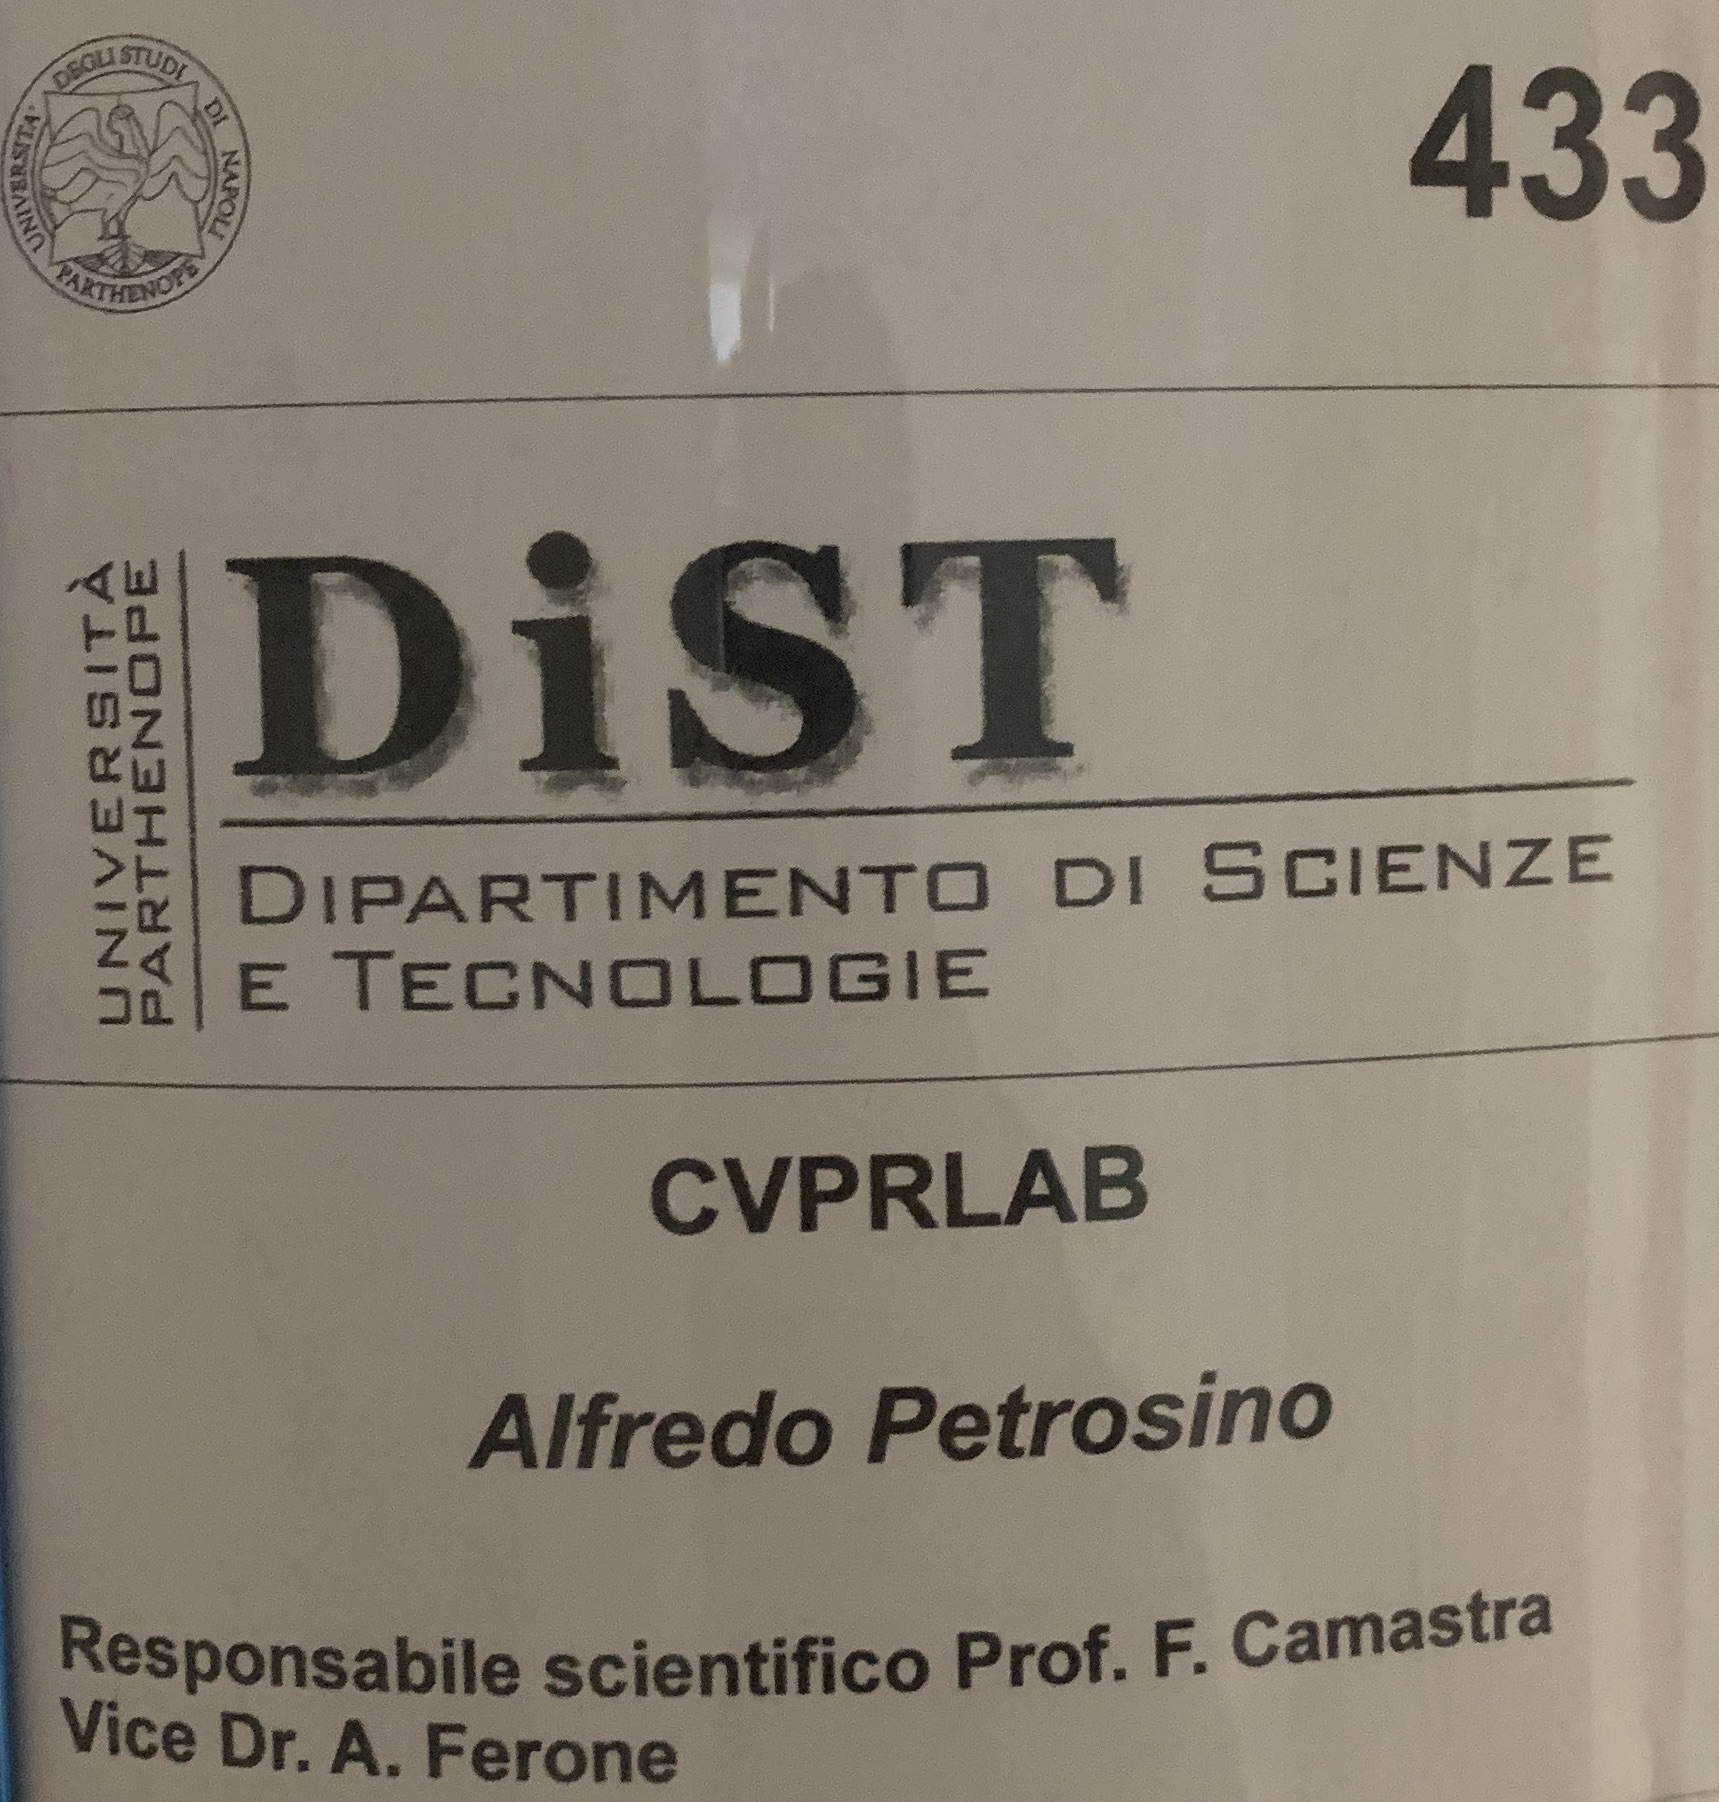 UNIVERSITA' DEGLI STUDI DI NAPOLI PARTHENOPE
433
UNIVERSITÀ
PARTHENOPE
DiST
DIPARTIMENTO DI SCIENZE
E TECNOLOGIE
CVPRLAB
Alfredo Petrosino
Responsabile scientifico Prof. F. Camastra
Vice Dr. A. Ferone